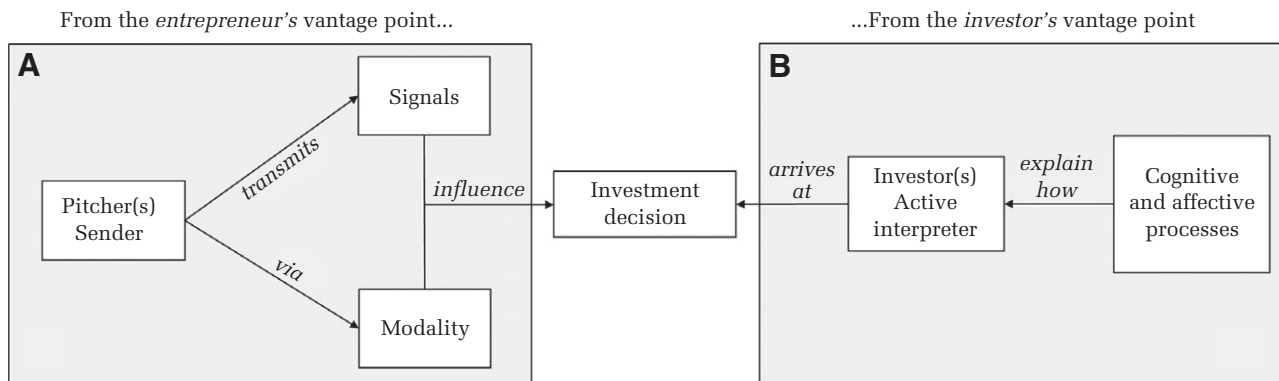 From the entrepreneur's vantage point...
...From the investor's vantage point
A
Signals
transmits
Pitcher(s)
Sender
influence
via
Modality
Investment
decision
B
arrives
at
Investor(s)
Active
interpreter
explain
how
Cognitive
and affective
processes